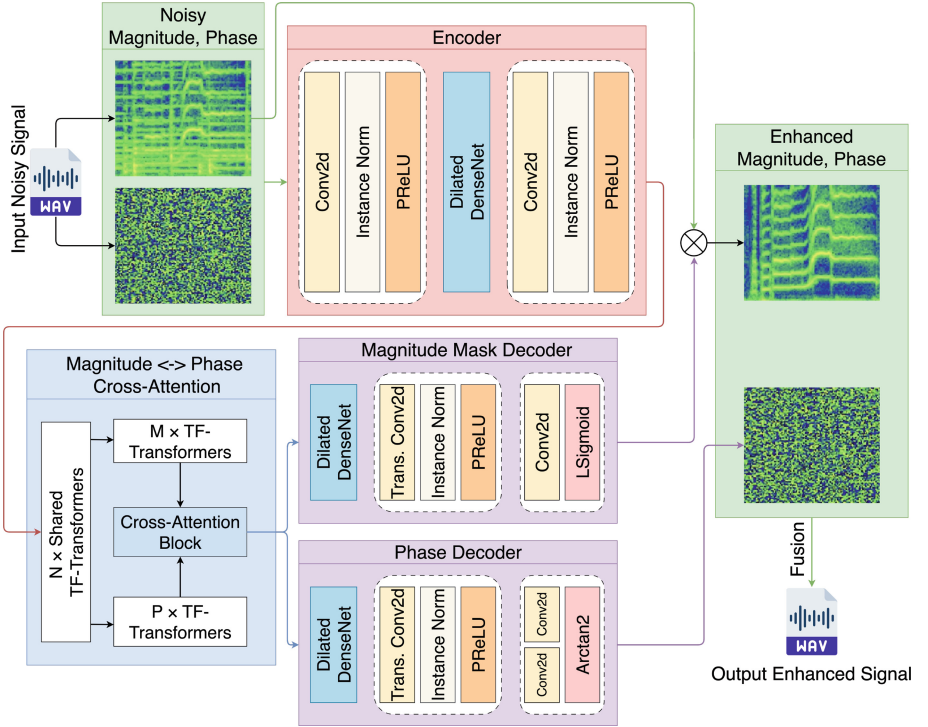 Noisy
Magnitude, Phase
Input Noisy Signal
WAV
Encoder
Conv2d
Instance Norm
PReLU
Dilated
DenseNet
Conv2d
Instance Norm
PReLU
Enhanced
Magnitude, Phase
Magnitude <-> Phase
Cross-Attention
N × Shared
TF-Transformers
M × TF-
Transformers
Cross-Attention
Block
P × TF-
Transformers
Magnitude Mask Decoder
Dilated
DenseNet
Trans. Conv2d
Instance Norm
PReLU
Conv2d
LSigmoid
Phase Decoder
Dilated
DenseNet
Trans. Conv2d
Instance Norm
PReLU
Conv2d
Conv2d
Arctan2
Fusion
WAV
Output Enhanced Signal